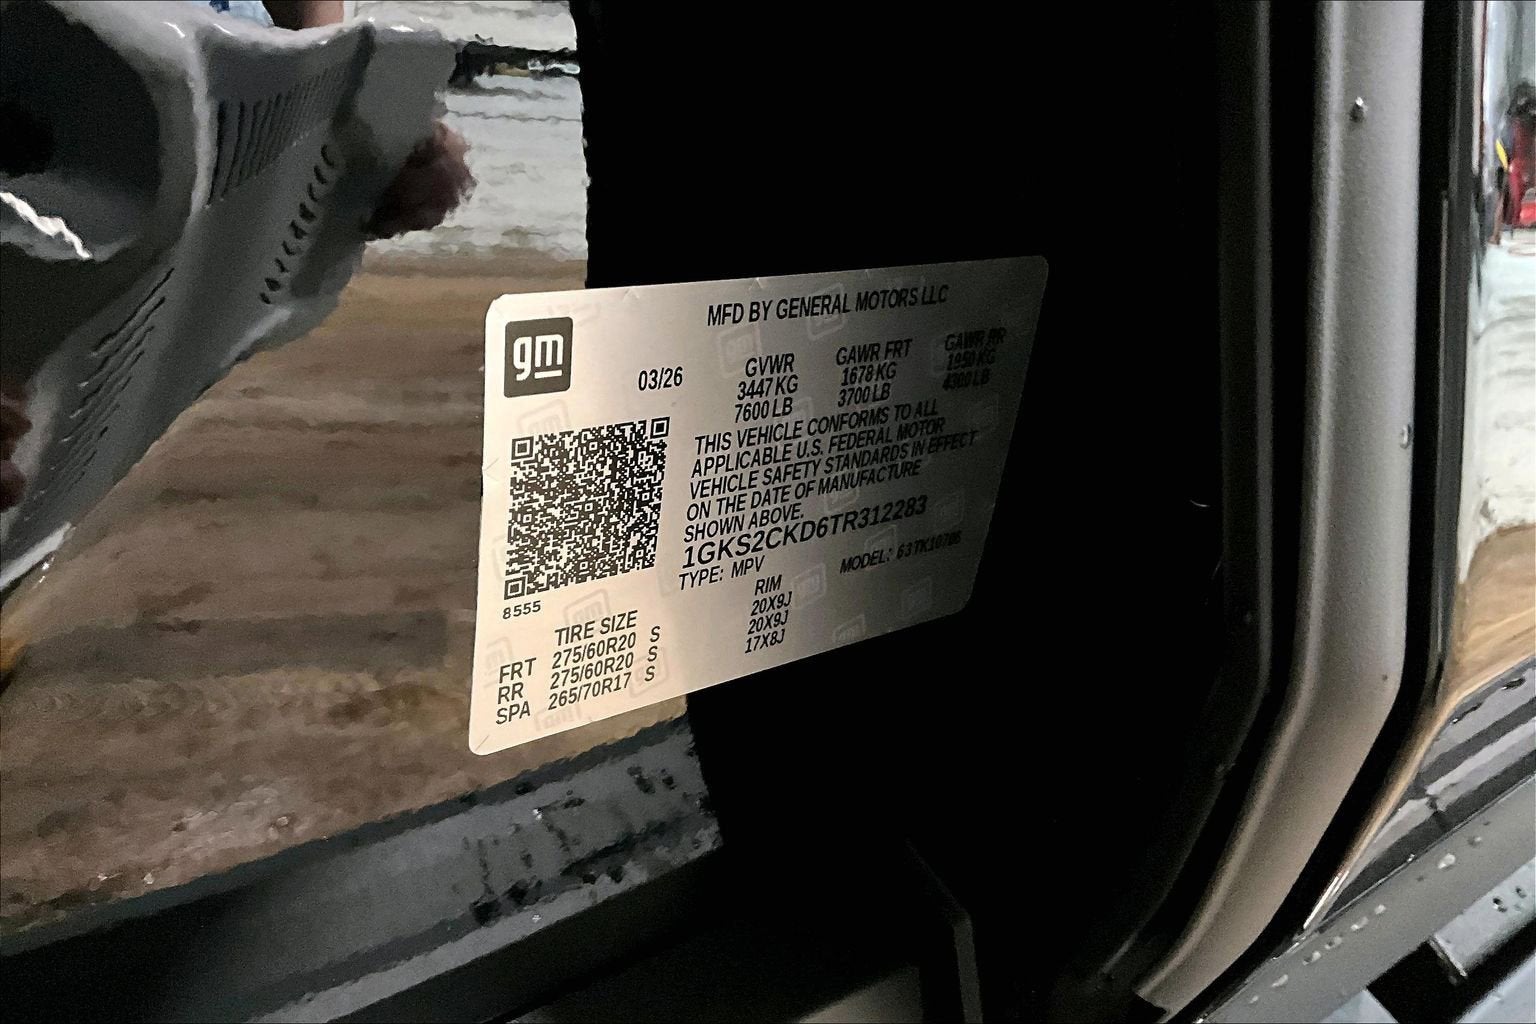 MFD BY GENERAL MOTORS LLC
gm
03/26
GVWR GAWR FRT GAWR RR
3447 KG 1678 KG 1950 KG
7600 LB 3700 LB 4300 LB
THIS VEHICLE CONFORMS TO ALL
APPLICABLE U.S. FEDERAL MOTOR
VEHICLE SAFETY STANDARDS IN EFFECT
ON THE DATE OF MANUFACTURE
SHOWN ABOVE.
1GKS2CKD6TR312283
TYPE: MPV MODEL: 63TK10706
8555
TIRE SIZE RIM
FRT 275/60R20 S 20X9J
RR 275/60R20 S 20X9J
SPA 265/70R17 S 17X8J